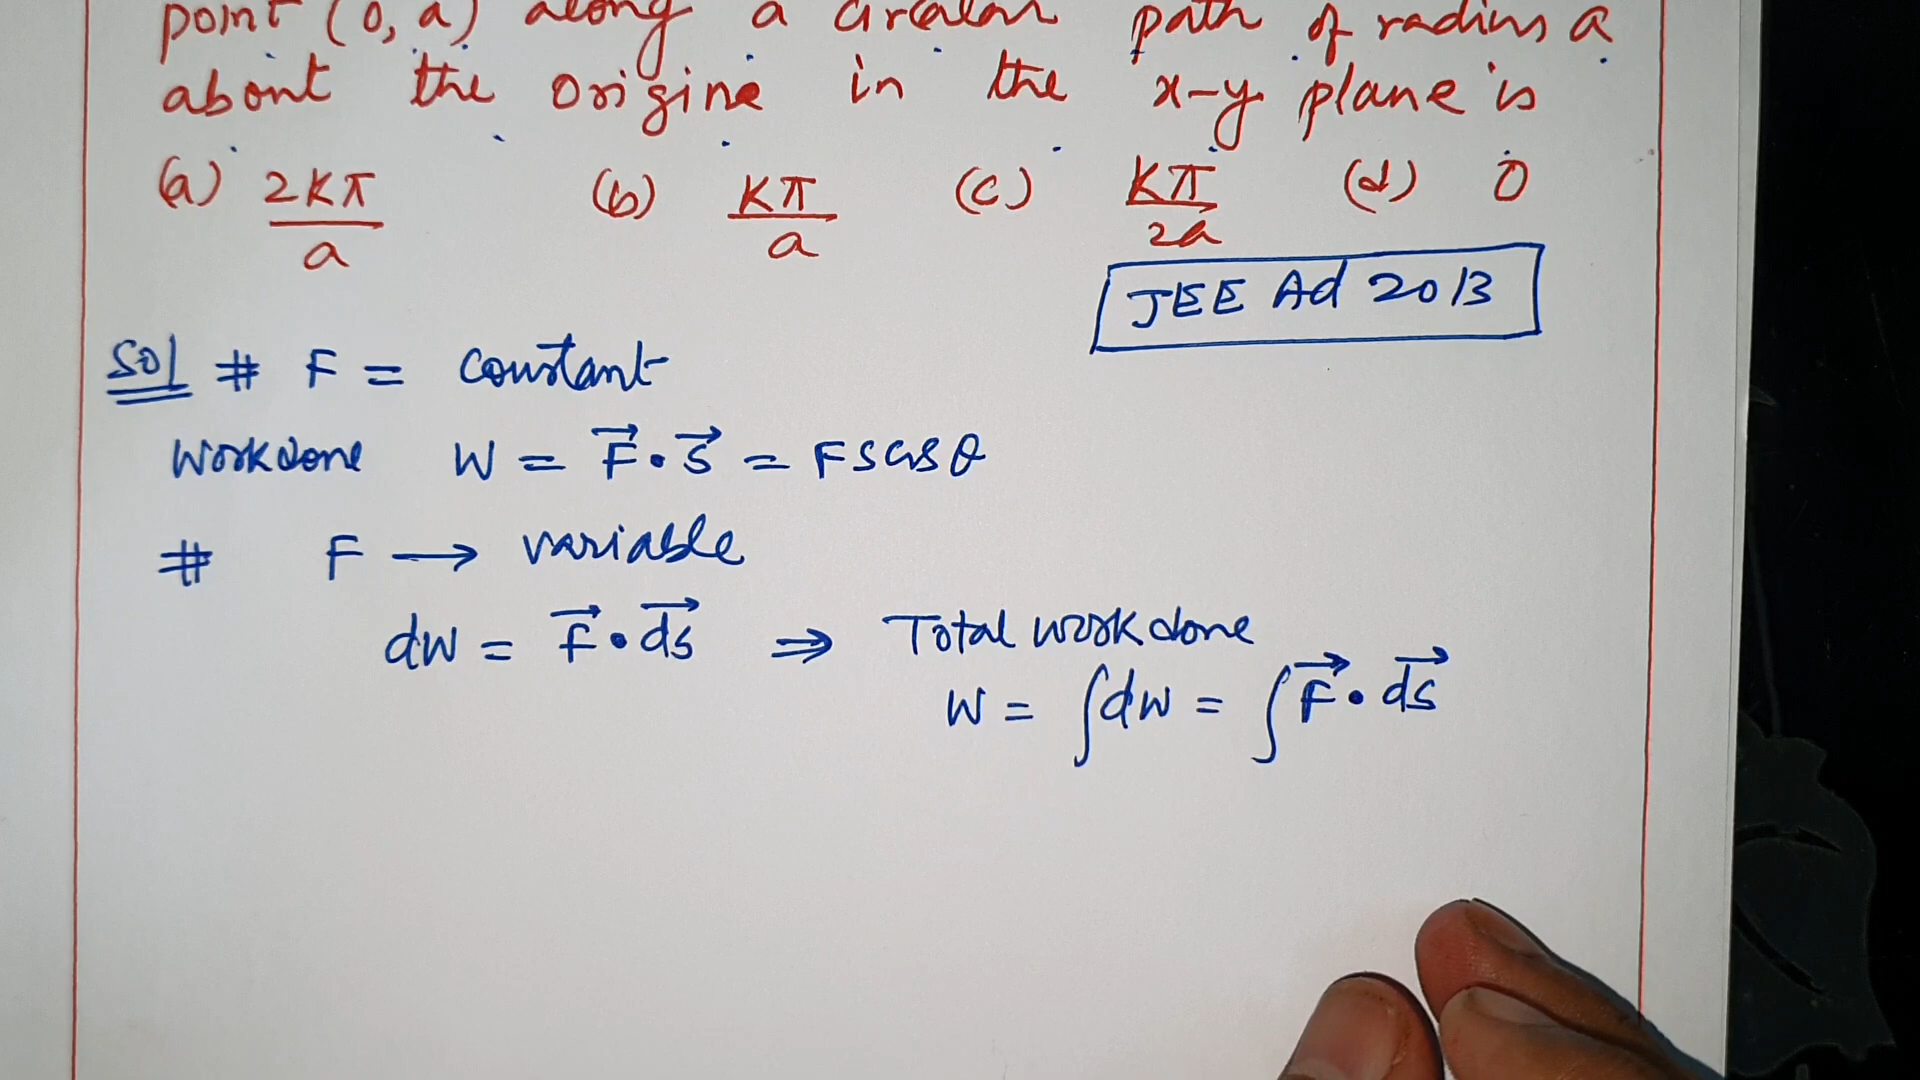 point (0, a) along a circular path of radius a
about the origine in the x-y plane is
(a) 2Kπ/a (b) Kπ/a (c) Kπ/2a (d) 0
JEE Ad 2013
Sol # F = constant
Workdone W = F⃗ . s⃗ = F s cos θ
# F ⟶ variable
dw = F⃗ . ds⃗ ⇒ Total workdone
W = ∫dw = ∫F⃗ . ds⃗